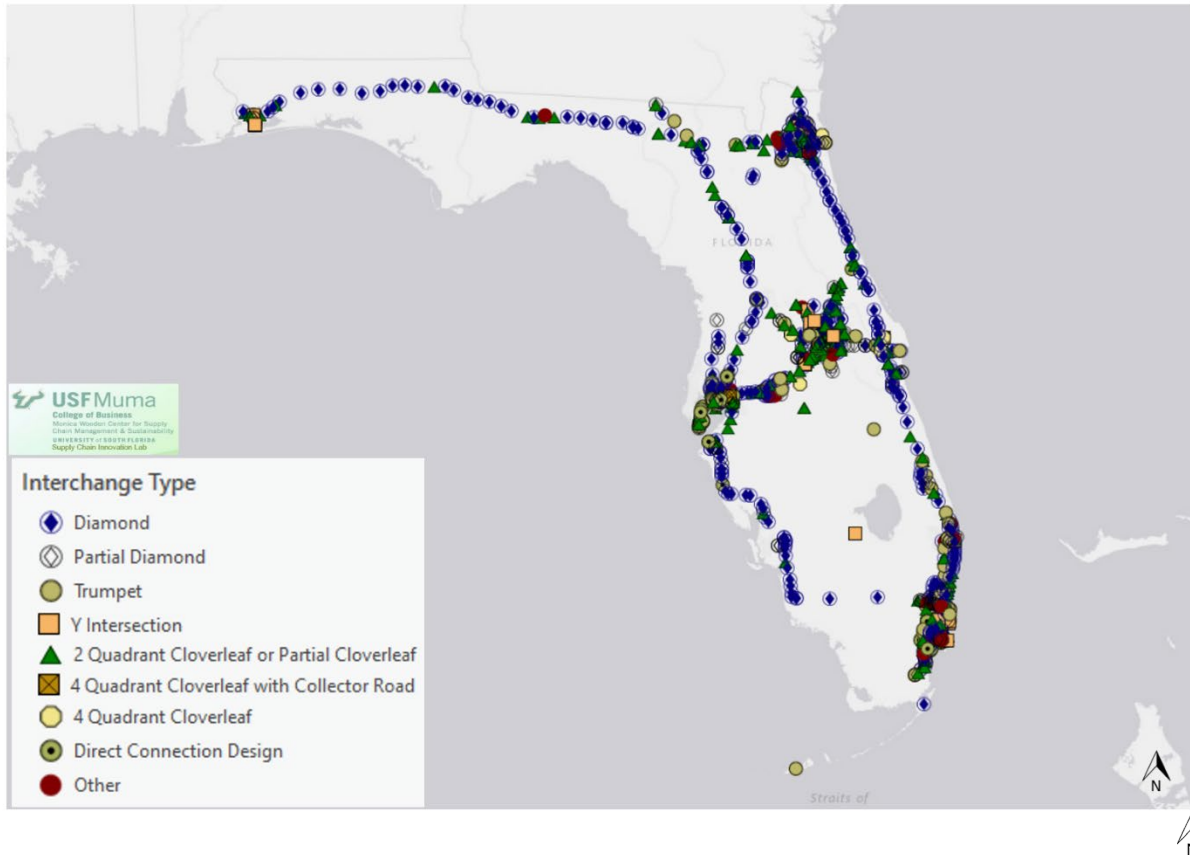 FLORIDA
USF Muma
College of Business
Monica Wooden Center for Supply
Chain Management & Sustainability
UNIVERSITY of SOUTH FLORIDA
Supply Chain Innovation Lab
Interchange Type
Diamond
Partial Diamond
Trumpet
Y Intersection
2 Quadrant Cloverleaf or Partial Cloverleaf
4 Quadrant Cloverleaf with Collector Road
4 Quadrant Cloverleaf
Direct Connection Design
Other
Straits of
N